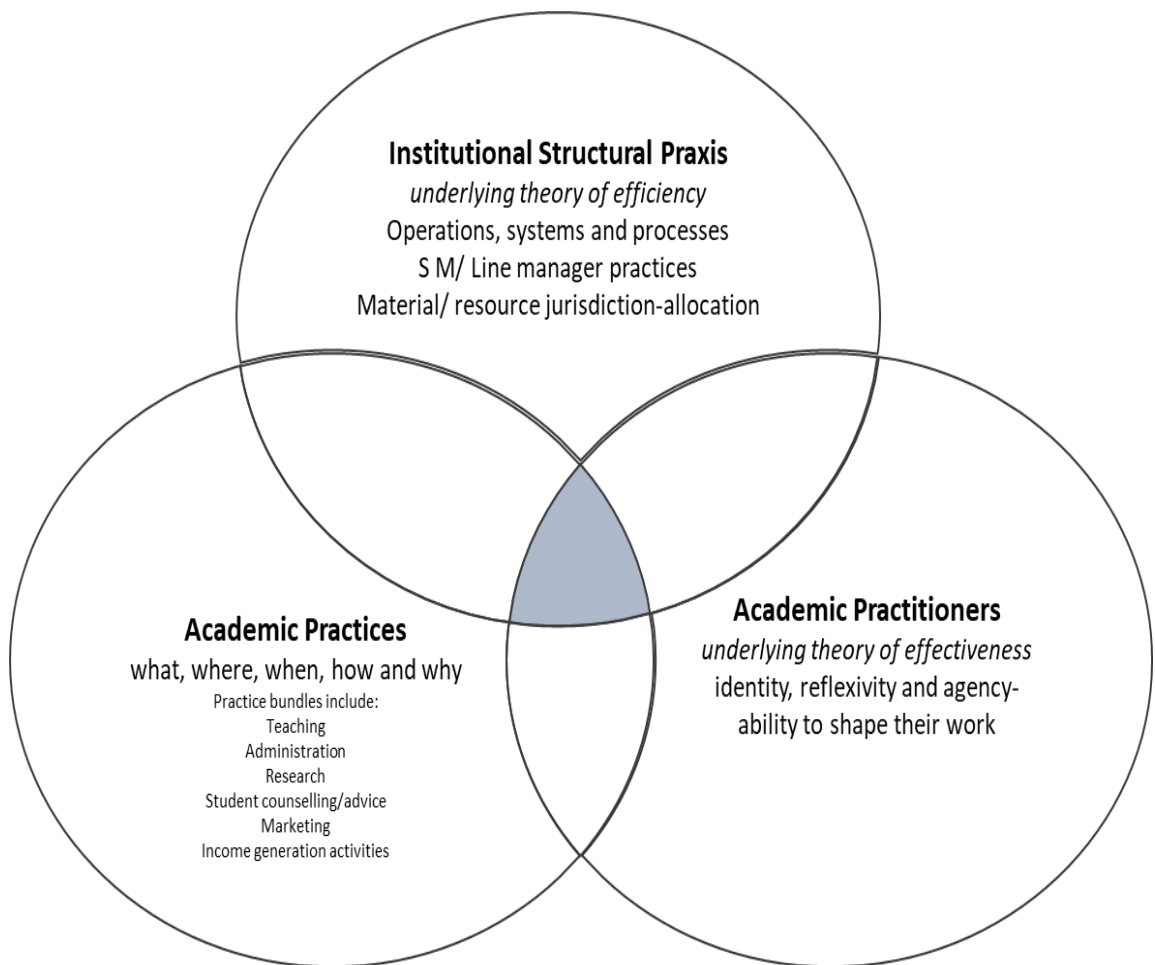 Institutional Structural Praxis
underlying theory of efficiency
Operations, systems and processes
S M/ Line manager practices
Material/ resource jurisdiction-allocation
Academic Practices
what, where, when, how and why
Practice bundles include:
Teaching
Administration
Research
Student counselling/advice
Marketing
Income generation activities
Academic Practitioners
underlying theory of effectiveness
identity, reflexivity and agency-
ability to shape their work